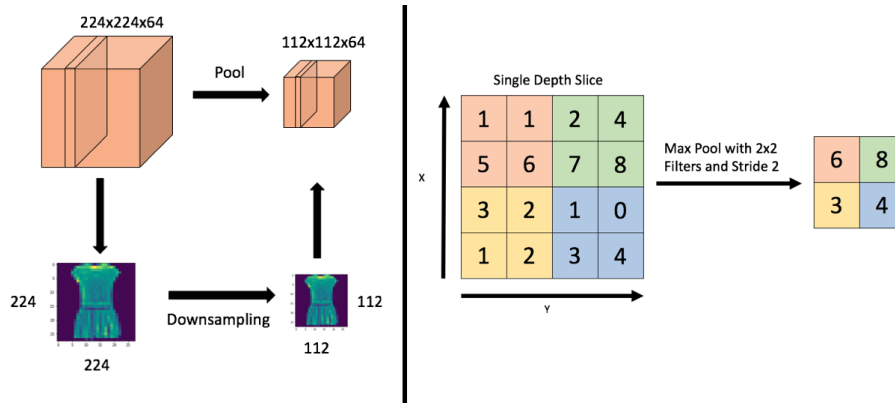 224x224x64
112x112x64
Pool
224
224
Downsampling
112
112
Single Depth Slice
X
1 1 2 4
5 6 7 8
3 2 1 0
1 2 3 4
Y
Max Pool with 2x2
Filters and Stride 2
6 8
3 4